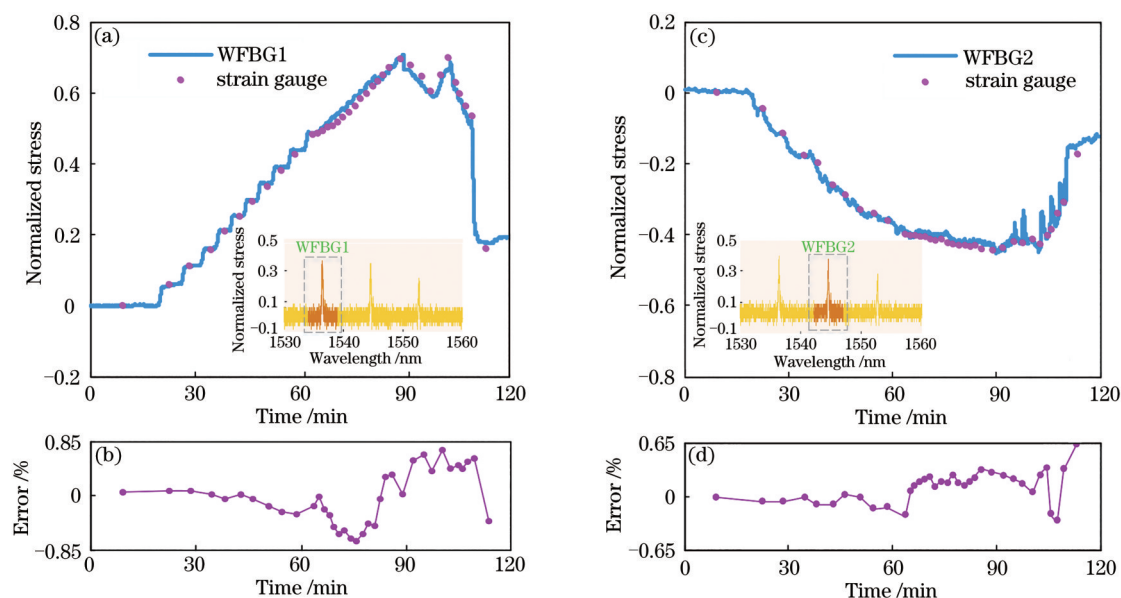 (a)
WFBG1
strain gauge
Normalized stress
0.8
0.6
0.4
0.2
0
−0.2
0 30 60 90 120
Time /min
WFBG1
Normalized stress
0.5
0.3
0.1
−0.1
1530 1540 1550 1560
Wavelength /nm
(c)
WFBG2
strain gauge
Normalized stress
0.2
0
−0.2
−0.4
−0.6
−0.8
0 30 60 90 120
Time /min
WFBG2
Normalized stress
0.5
0.3
0.1
−0.1
1530 1540 1550 1560
Wavelength /nm
(b)
Error /%
0.85
0
−0.85
0 30 60 90 120
Time /min
(d)
Error /%
0.65
0
−0.65
0 30 60 90 120
Time /min